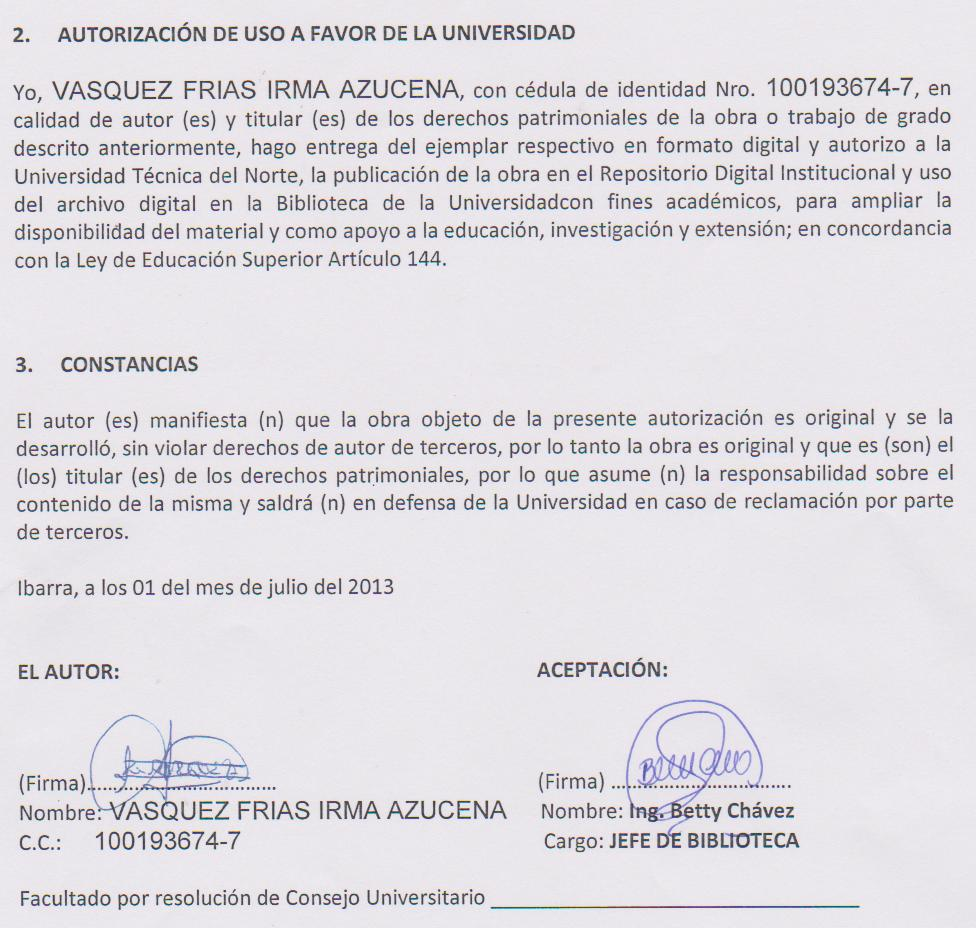 2. AUTORIZACIÓN DE USO A FAVOR DE LA UNIVERSIDAD
Yo, VASQUEZ FRIAS IRMA AZUCENA, con cédula de identidad Nro. 100193674-7, en
calidad de autor (es) y titular (es) de los derechos patrimoniales de la obra o trabajo de grado
descrito anteriormente, hago entrega del ejemplar respectivo en formato digital y autorizo a la
Universidad Técnica del Norte, la publicación de la obra en el Repositorio Digital Institucional y uso
del archivo digital en la Biblioteca de la Universidadcon fines académicos, para ampliar la
disponibilidad del material y como apoyo a la educación, investigación y extensión; en concordancia
con la Ley de Educación Superior Artículo 144.
3. CONSTANCIAS
El autor (es) manifiesta (n) que la obra objeto de la presente autorización es original y se la
desarrolló, sin violar derechos de autor de terceros, por lo tanto la obra es original y que es (son) el
(los) titular (es) de los derechos patrimoniales, por lo que asume (n) la responsabilidad sobre el
contenido de la misma y saldrá (n) en defensa de la Universidad en caso de reclamación por parte
de terceros.
Ibarra, a los 01 del mes de julio del 2013
EL AUTOR:
(Firma)..................................
Nombre: VASQUEZ FRIAS IRMA AZUCENA
C.C.: 100193674-7
ACEPTACIÓN:
(Firma) ..................................
Nombre: Ing. Betty Chávez
Cargo: JEFE DE BIBLIOTECA
Facultado por resolución de Consejo Universitario ___________________________________